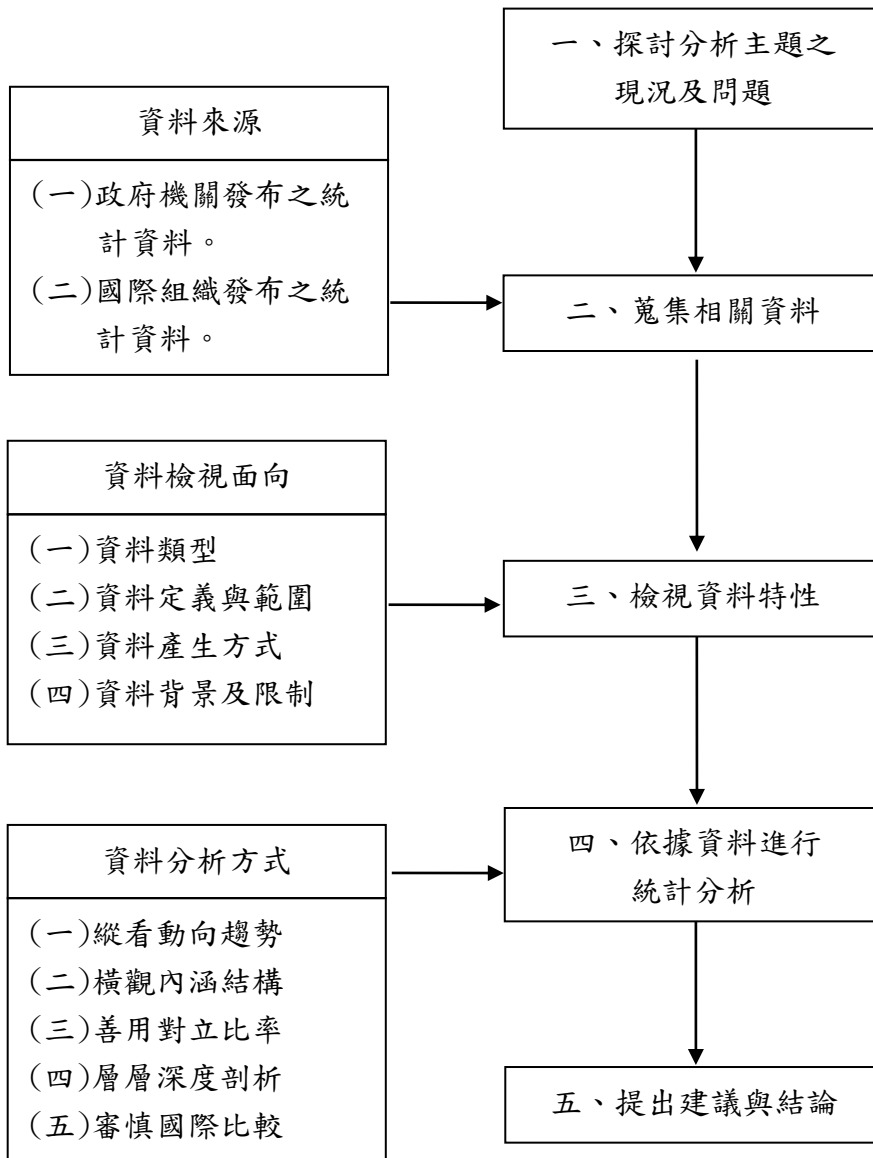 一、探討分析主題之
現況及問題
資料來源
(一)政府機關發布之統
計資料。
(二)國際組織發布之統
計資料。
二、蒐集相關資料
資料檢視面向
(一)資料類型
(二)資料定義與範圍
(三)資料產生方式
(四)資料背景及限制
三、檢視資料特性
資料分析方式
(一)縱看動向趨勢
(二)橫觀內涵結構
(三)善用對立比率
(四)層層深度剖析
(五)審慎國際比較
四、依據資料進行
統計分析
五、提出建議與結論